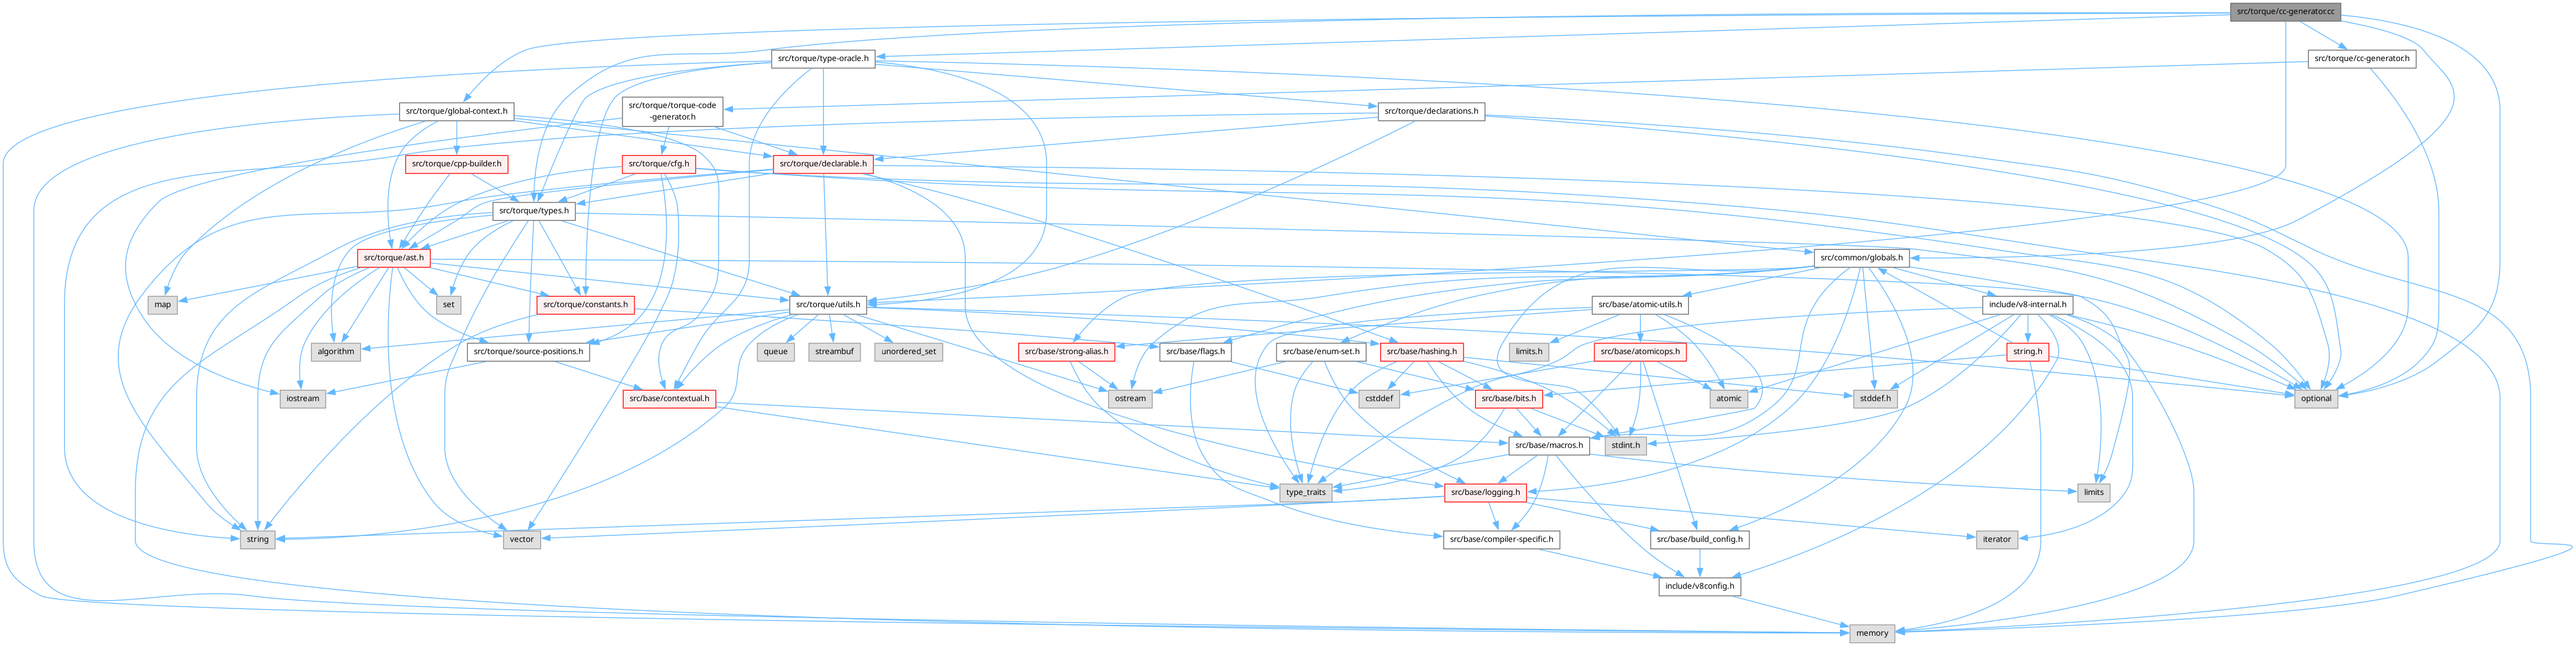 src/torque/cc-generator.cc
src/torque/type-oracle.h
src/torque/cc-generator.h
src/torque/global-context.h
src/torque/torque-code
-generator.h
src/torque/declarations.h
src/torque/cpp-builder.h
src/torque/cfg.h
src/torque/declarable.h
src/torque/types.h
src/torque/ast.h
src/common/globals.h
map
set
src/torque/constants.h
src/torque/utils.h
src/base/atomic-utils.h
include/v8-internal.h
algorithm
src/torque/source-positions.h
queue
streambuf
unordered_set
src/base/strong-alias.h
src/base/flags.h
src/base/enum-set.h
src/base/hashing.h
limits.h
src/base/atomicops.h
string.h
iostream
src/base/contextual.h
ostream
cstddef
src/base/bits.h
atomic
stddef.h
optional
src/base/macros.h
stdint.h
type_traits
src/base/logging.h
limits
string
vector
src/base/compiler-specific.h
src/base/build_config.h
iterator
include/v8config.h
memory